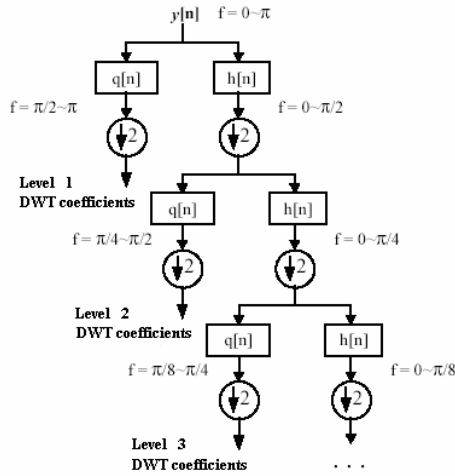 y[n] f = 0~π
q[n] h[n]
f = π/2~π f = 0~π/2
2 2
Level 1
DWT coefficients
q[n] h[n]
f = π/4~π/2 f = 0~π/4
2 2
Level 2
DWT coefficients
q[n] h[n]
f = π/8~π/4 f = 0~π/8
2 2
Level 3
DWT coefficients
. . .